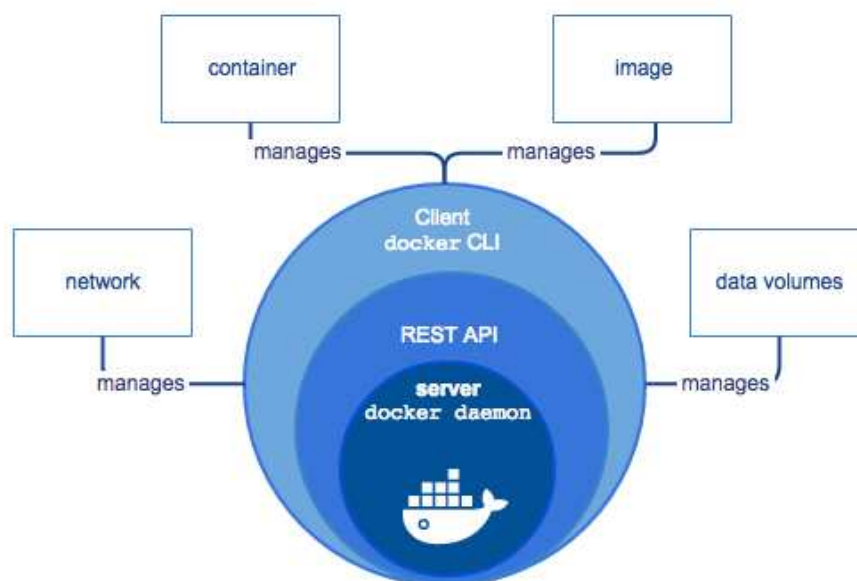 container
image
manages
manages
Client
docker CLI
network
data volumes
REST API
manages
server
manages
docker daemon